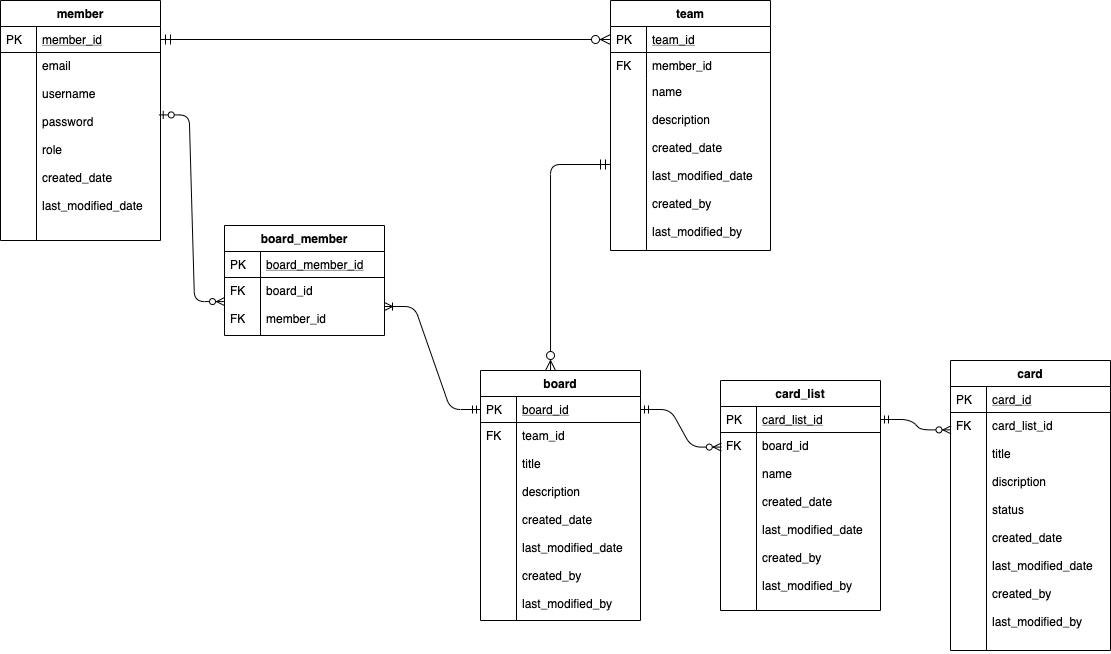 member
PK member_id
email
username
password
role
created_date
last_modified_date
team
PK team_id
FK member_id
name
description
created_date
last_modified_date
created_by
last_modified_by
board_member
PK board_member_id
FK board_id
FK member_id
board
PK board_id
FK team_id
title
description
created_date
last_modified_date
created_by
last_modified_by
card_list
PK card_list_id
FK board_id
name
created_date
last_modified_date
created_by
last_modified_by
card
PK card_id
FK card_list_id
title
discription
status
created_date
last_modified_date
created_by
last_modified_by